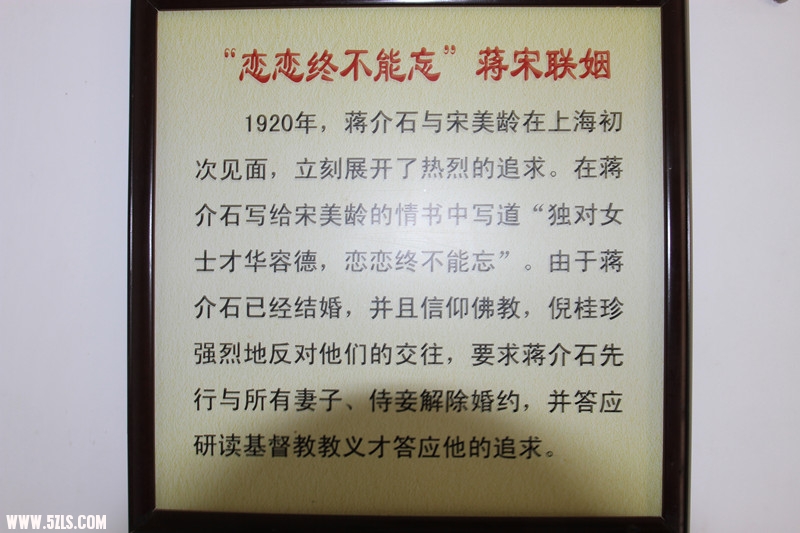 “恋恋终不能忘”蒋宋联姻
1920年，蒋介石与宋美龄在上海初
次见面，立刻展开了热烈的追求。在蒋
介石写给宋美龄的情书中写道“独对女
士才华容德，恋恋终不能忘”。由于蒋
介石已经结婚，并且信仰佛教，倪桂珍
强烈地反对他们的交往，要求蒋介石先
行与所有妻子、侍妾解除婚约，并答应
研读基督教教义才答应他的追求。
WWW.5ZLS.COM